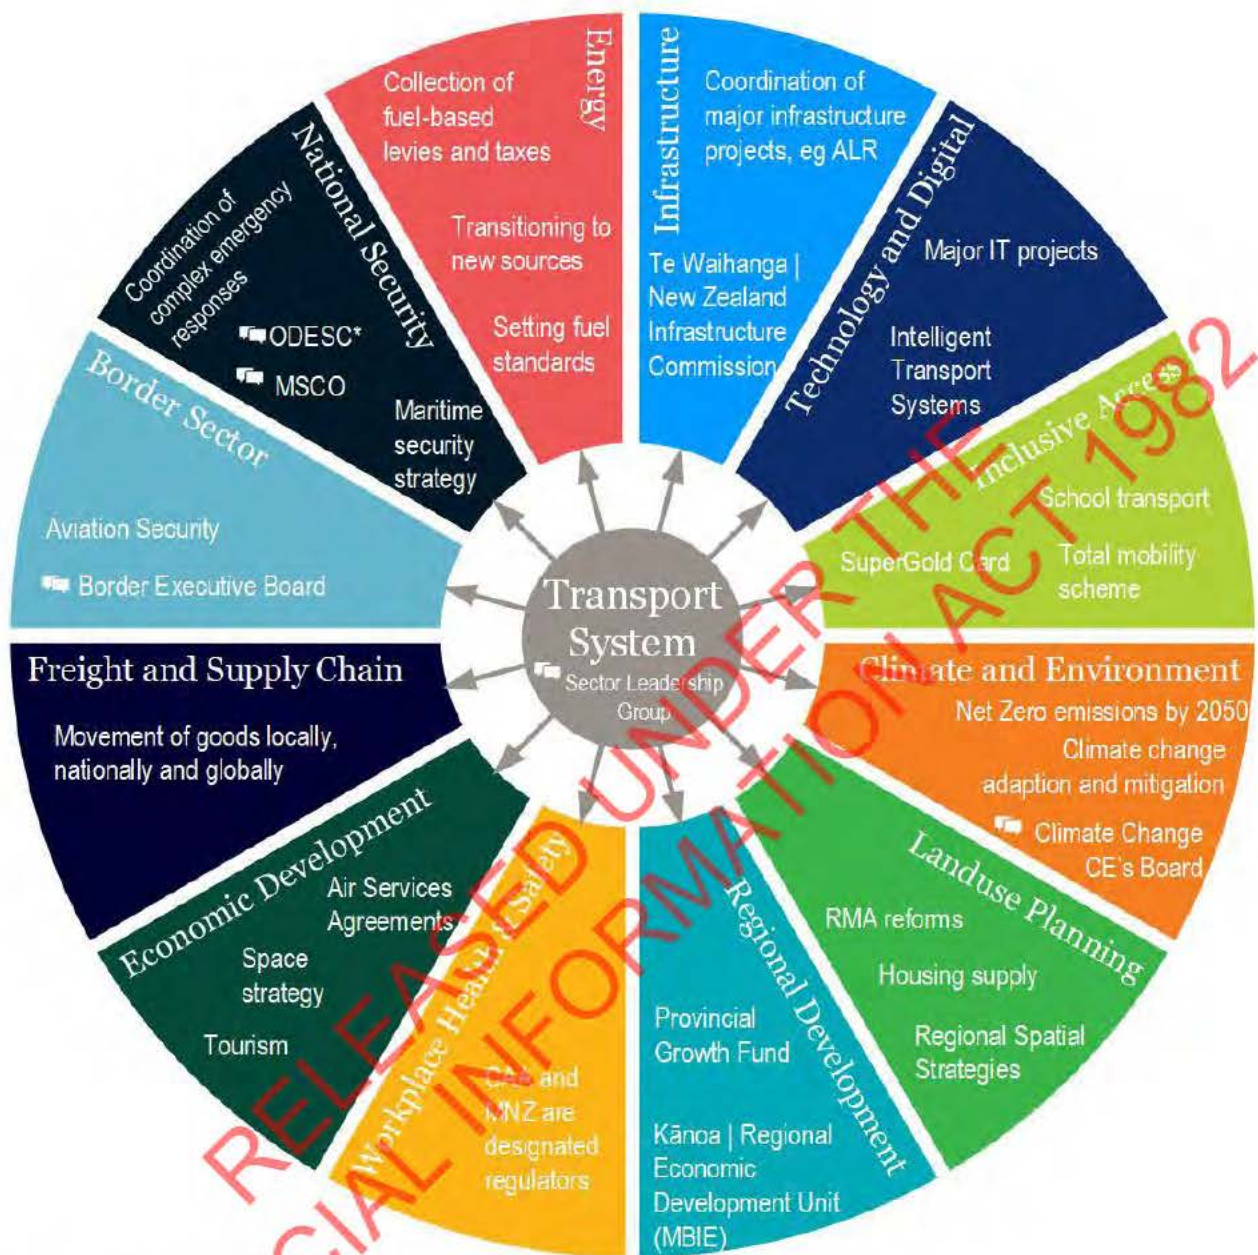 Energy
Collection of
fuel-based
levies and taxes
Transitioning to
new sources
Setting fuel
standards
Infrastructure
Coordination of
major infrastructure
projects, eg ALR
Te Waihanga |
New Zealand
Infrastructure
Commission
Technology and Digital
Major IT projects
Intelligent
Transport
Systems
Inclusive Access
School transport
SuperGold Card
Total mobility
scheme
Climate and Environment
Net Zero emissions by 2050
Climate change
adaption and mitigation
Climate Change
CE's Board
Landuse Planning
RMA reforms
Housing supply
Regional Spatial
Strategies
Regional Development
Provincial
Growth Fund
Kānoa | Regional
Economic
Development Unit
(MBIE)
Workplace Health & Safety
CAA and
MNZ are
designated
regulators
Economic Development
Air Services
Agreements
Space
strategy
Tourism
Freight and Supply Chain
Movement of goods locally,
nationally and globally
Border Sector
Aviation Security
Border Executive Board
National Security
Coordination of
complex emergency
responses
ODESC*
MSCO
Maritime
security
strategy
Transport
System
Sector Leadership
Group
RELEASED UNDER THE
INFORMATION ACT 1982